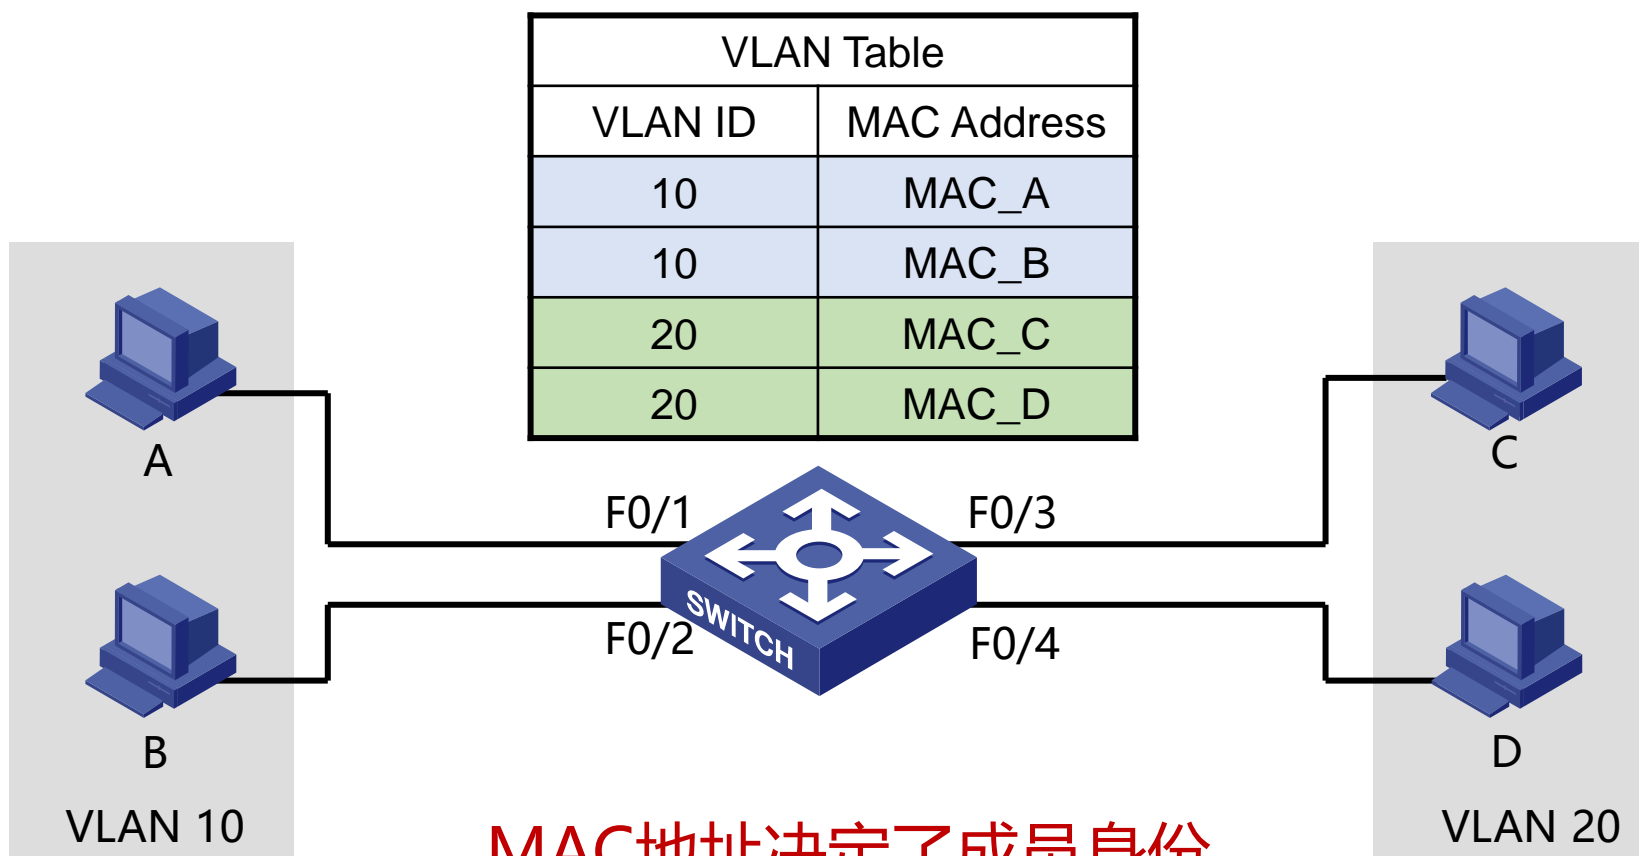 VLAN Table
VLAN ID MAC Address
10 MAC_A
10 MAC_B
20 MAC_C
20 MAC_D
A
C
F0/1
F0/3
SWITCH
F0/2
F0/4
B
D
VLAN 10
VLAN 20
MAC地址决定了成员身份